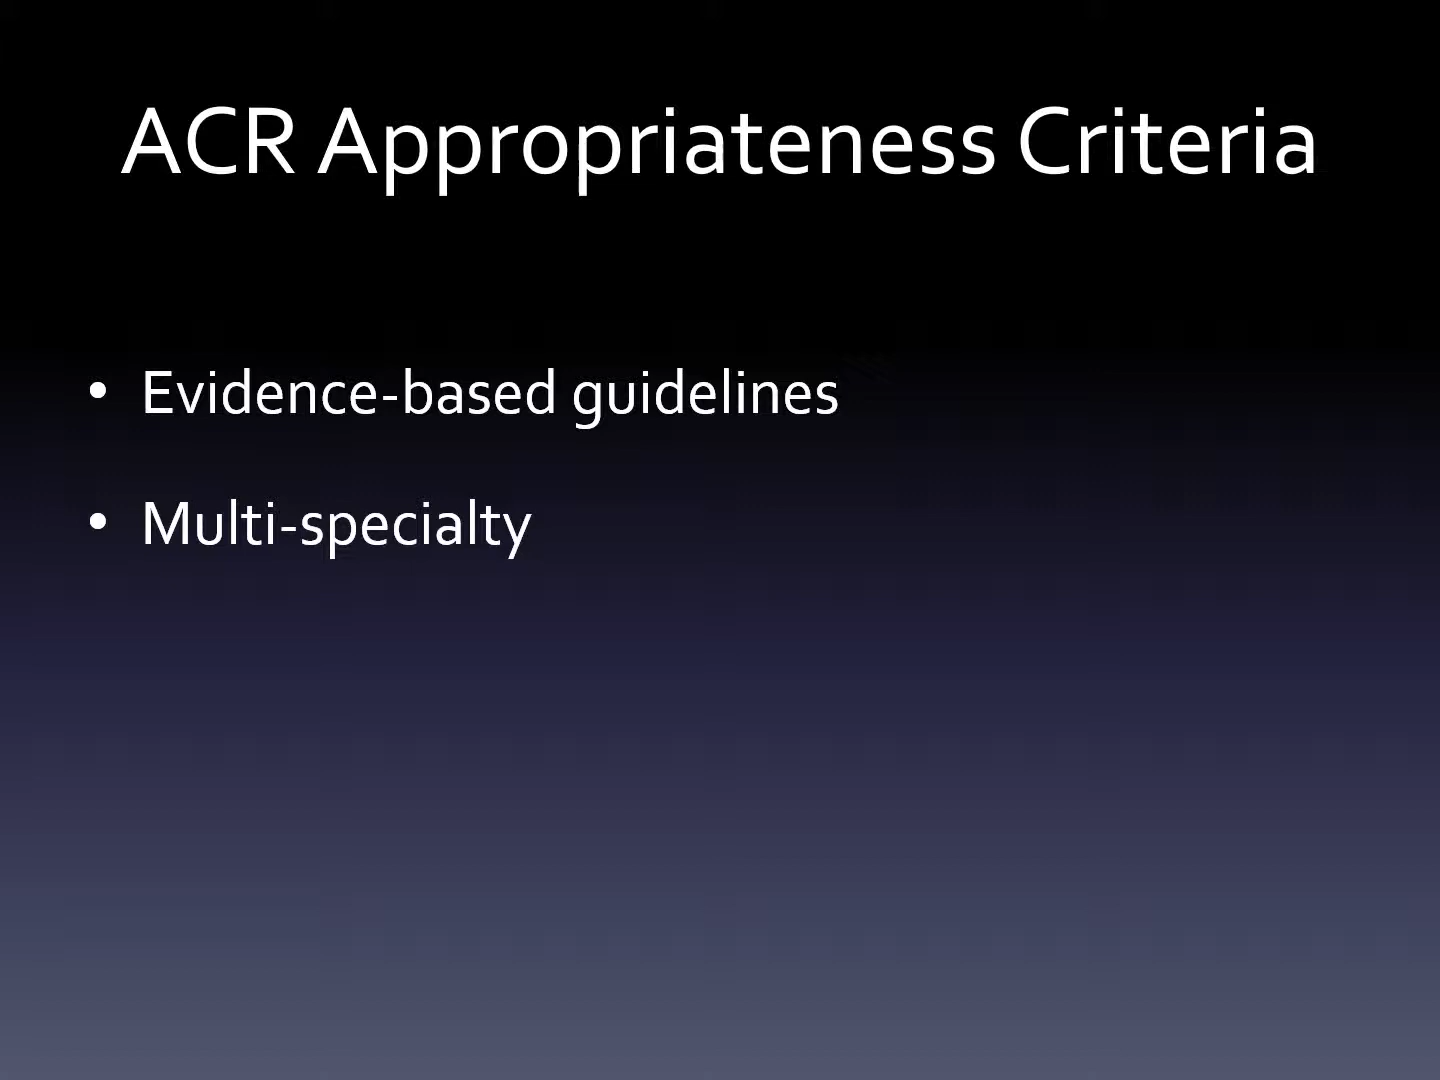 ACR Appropriateness Criteria
• Evidence-based guidelines
• Multi-specialty